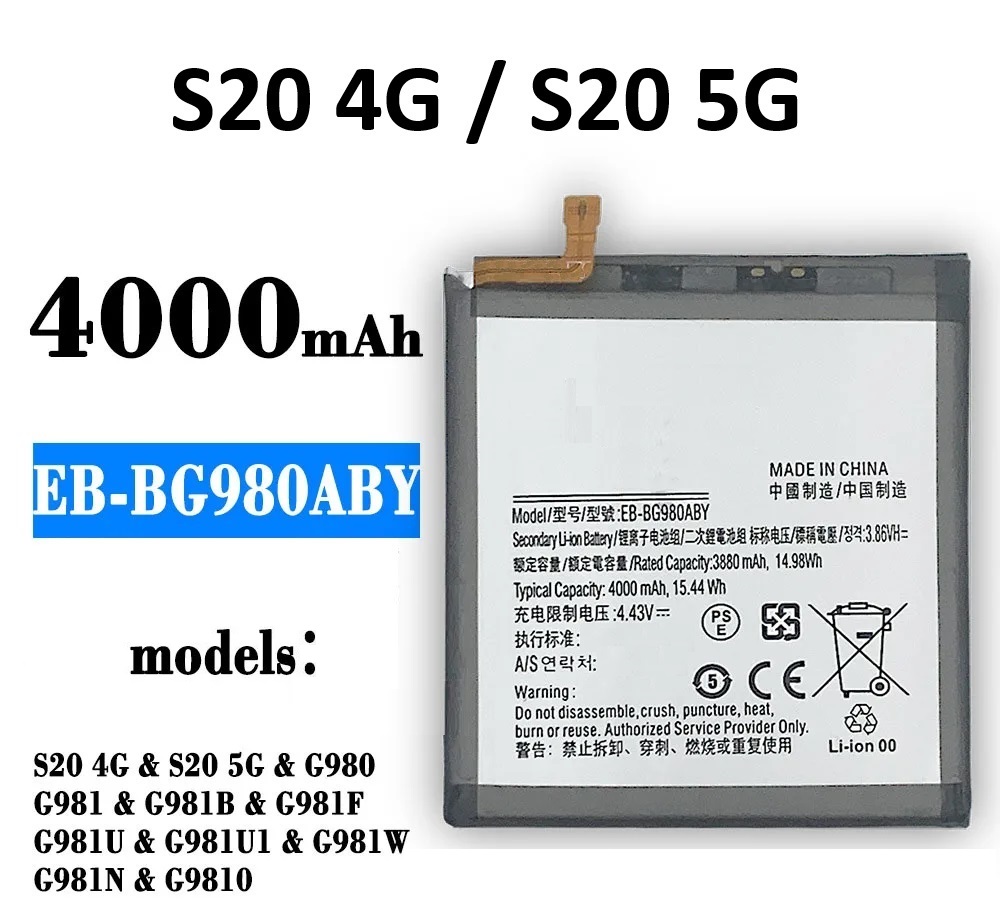 S20 4G / S20 5G
4000mAh
EB-BG980ABY
models:
S20 4G & S20 5G & G980
G981 & G981B & G981F
G981U & G981U1 & G981W
G981N & G9810
MADE IN CHINA
中國制造/中国制造
Model/型号/型號:EB-BG980ABY
Secondary Li-ion Battery/锂离子电池组/二次鋰電池組 标称电压/標稱電壓/정격:3.86VH⎓
额定容量/額定電容量/Rated Capacity:3880 mAh, 14.98Wh
Typical Capacity: 4000 mAh, 15.44 Wh
充电限制电压:4.43V⎓
执行标准:
A/S연락처:
PS
E
5
CE
Warning:
Do not disassemble,crush, puncture, heat,
burn or reuse. Authorized Service Provider Only.
警告: 禁止拆卸、穿刺、燃烧或重复使用
Li-ion 00